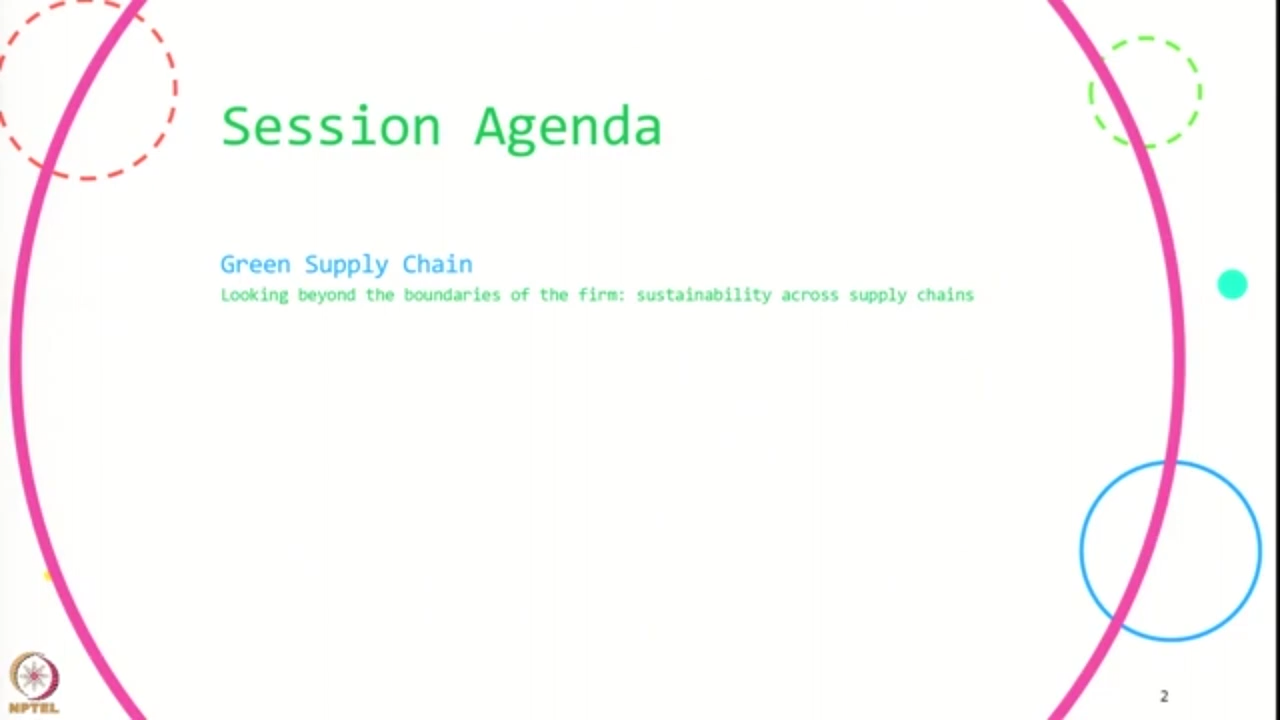 Session Agenda
Green Supply Chain
Looking beyond the boundaries of the firm: sustainability across supply chains
NPTEL
2